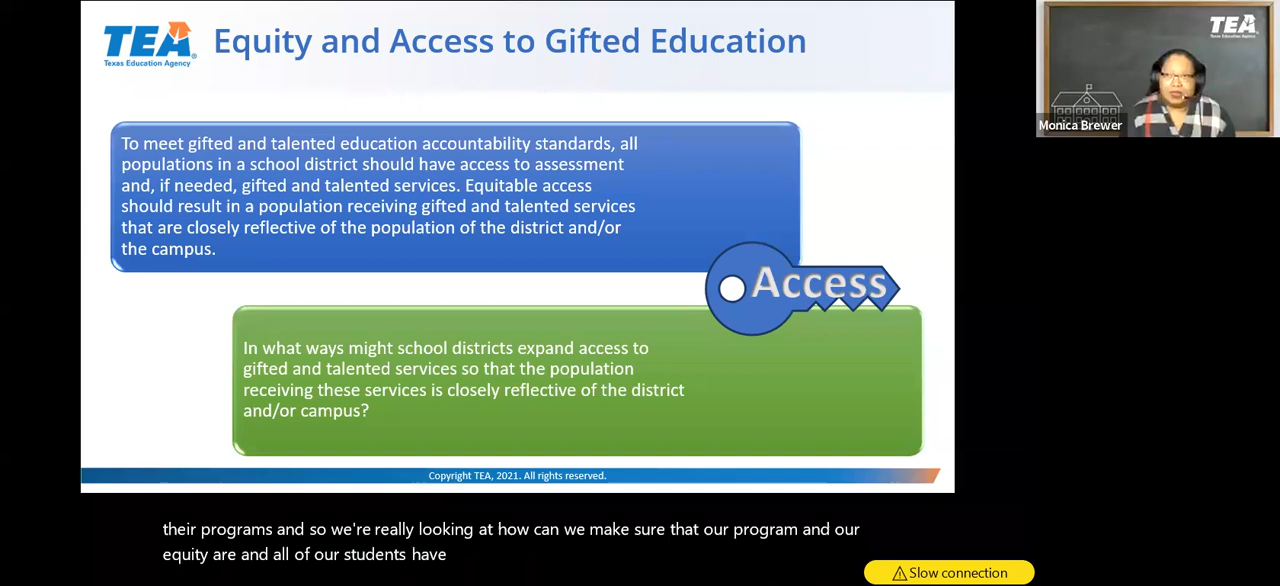 TEA
Texas Education Agency
Equity and Access to Gifted Education
To meet gifted and talented education accountability standards, all
populations in a school district should have access to assessment
and, if needed, gifted and talented services. Equitable access
should result in a population receiving gifted and talented services
that are closely reflective of the population of the district and/or
the campus.
Access
In what ways might school districts expand access to
gifted and talented services so that the population
receiving these services is closely reflective of the district
and/or campus?
Copyright TEA, 2021. All rights reserved.
TEA
Texas Education Agency
Monica Brewer
their programs and so we're really looking at how can we make sure that our program and our
equity are and all of our students have
Slow connection